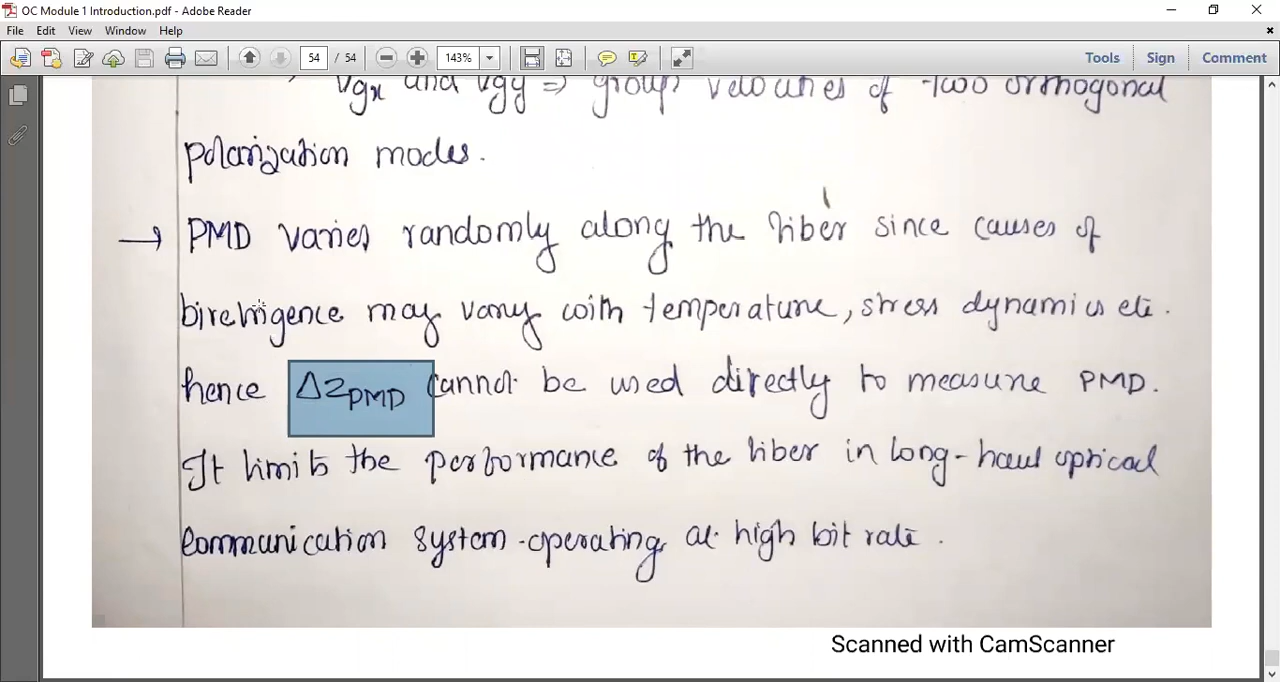 OC Module 1 Introduction.pdf - Adobe Reader
File Edit View Window Help
54 / 54 143% Tools Sign Comment
Vgx and Vgy => group velocities of two orthogonal
polarization modes.
→ PMD varies randomly along the fiber since causes of
birefrigence may vary with temperature, stress dynamics etc.
hence ΔZPMD cannot be used directly to measure PMD.
It limits the performance of the fiber in long-haul optical
communication system operating at high bit rate.
Scanned with CamScanner